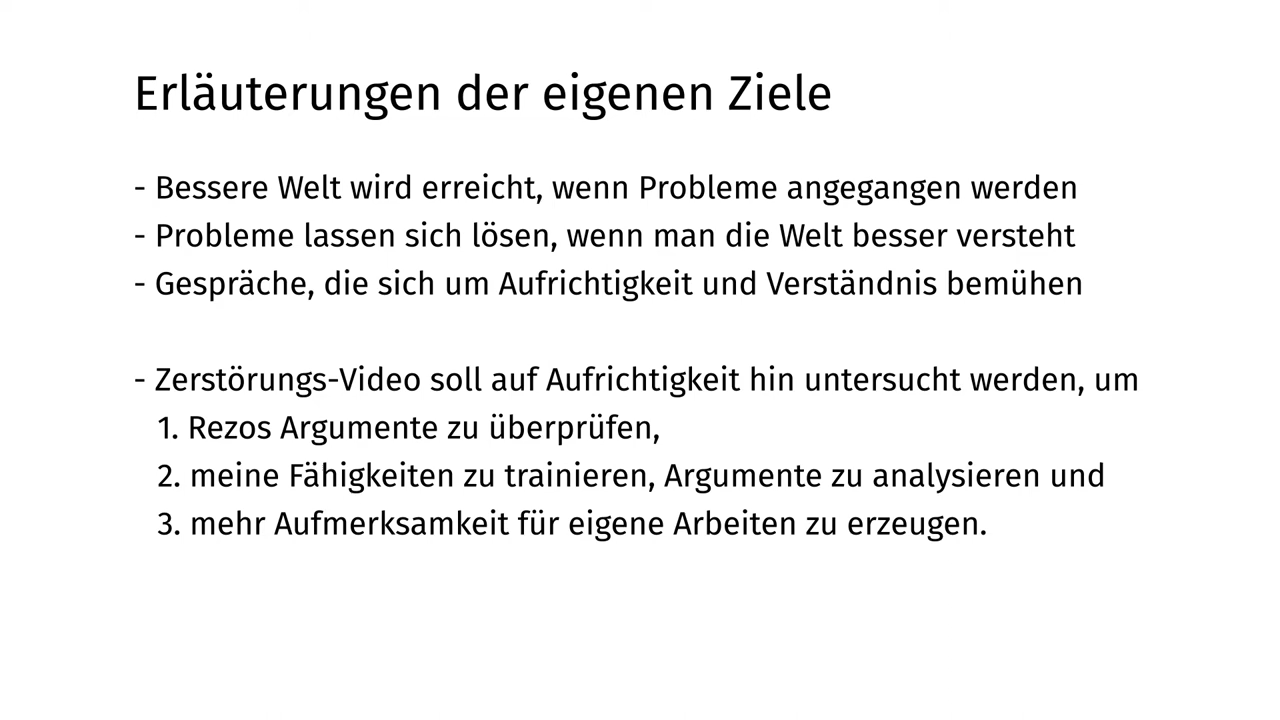 Erläuterungen der eigenen Ziele
- Bessere Welt wird erreicht, wenn Probleme angegangen werden
- Probleme lassen sich lösen, wenn man die Welt besser versteht
- Gespräche, die sich um Aufrichtigkeit und Verständnis bemühen
- Zerstörungs-Video soll auf Aufrichtigkeit hin untersucht werden, um
1. Rezos Argumente zu überprüfen,
2. meine Fähigkeiten zu trainieren, Argumente zu analysieren und
3. mehr Aufmerksamkeit für eigene Arbeiten zu erzeugen.